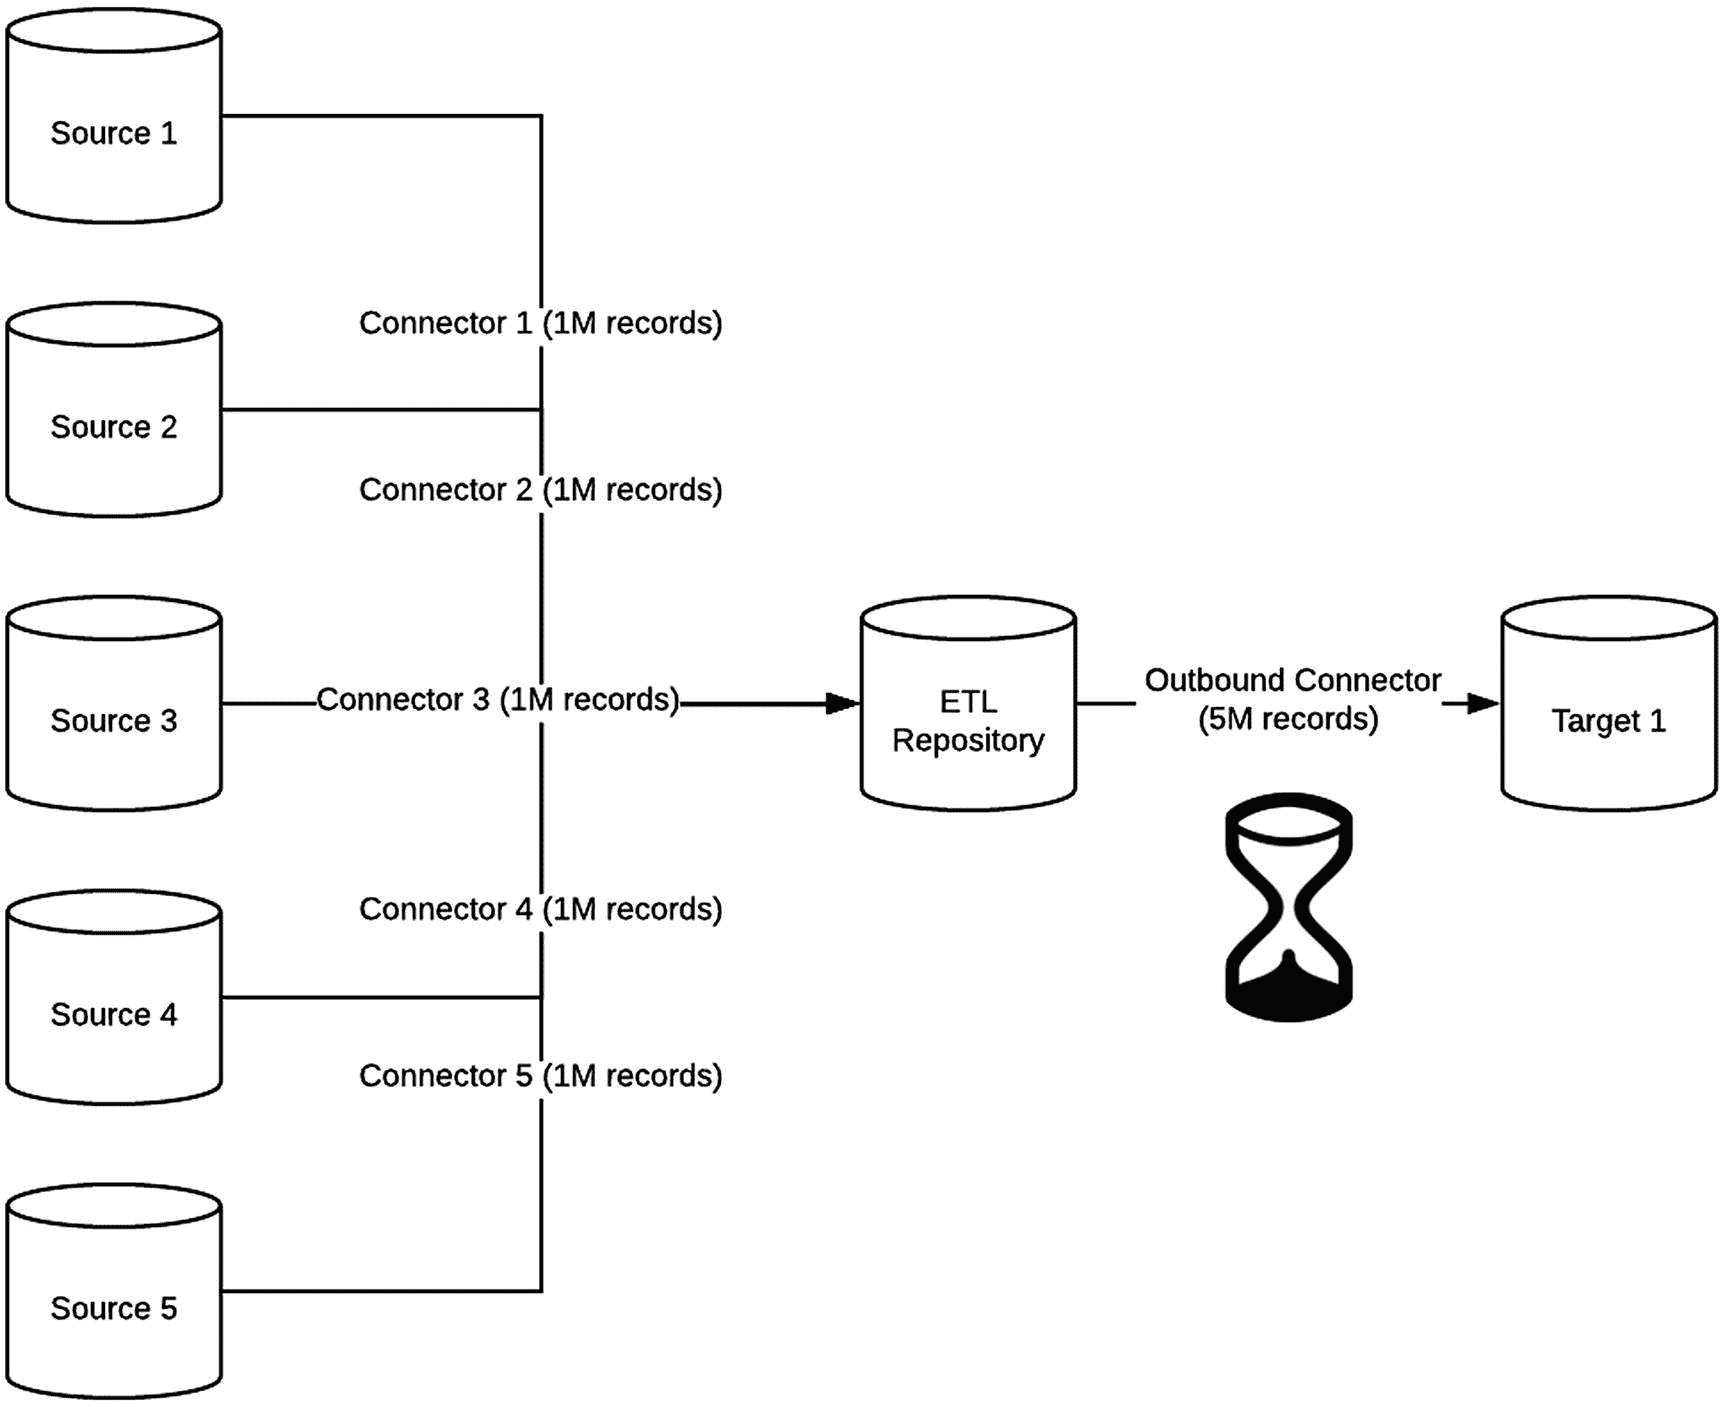 Source 1
Connector 1 (1M records)
Source 2
Connector 2 (1M records)
Source 3
Connector 3 (1M records)
ETL
Repository
Outbound Connector
(5M records)
Target 1
Connector 4 (1M records)
Source 4
Connector 5 (1M records)
Source 5